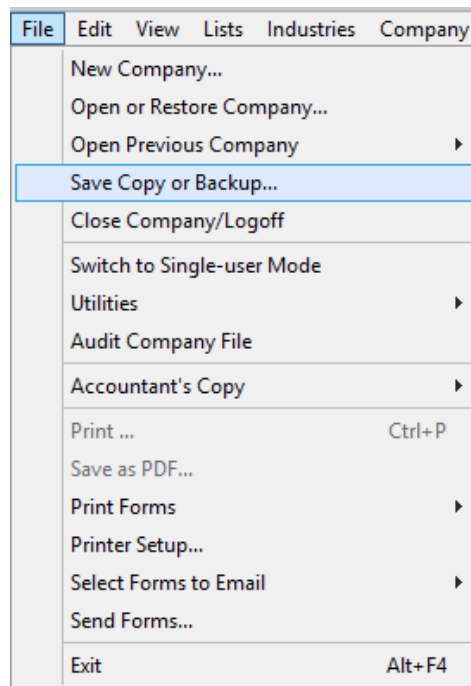 File Edit View Lists Industries Company
New Company...
Open or Restore Company...
Open Previous Company
Save Copy or Backup...
Close Company/Logoff
Switch to Single-user Mode
Utilities
Audit Company File
Accountant's Copy
Print ... Ctrl+P
Save as PDF...
Print Forms
Printer Setup...
Select Forms to Email
Send Forms...
Exit Alt+F4